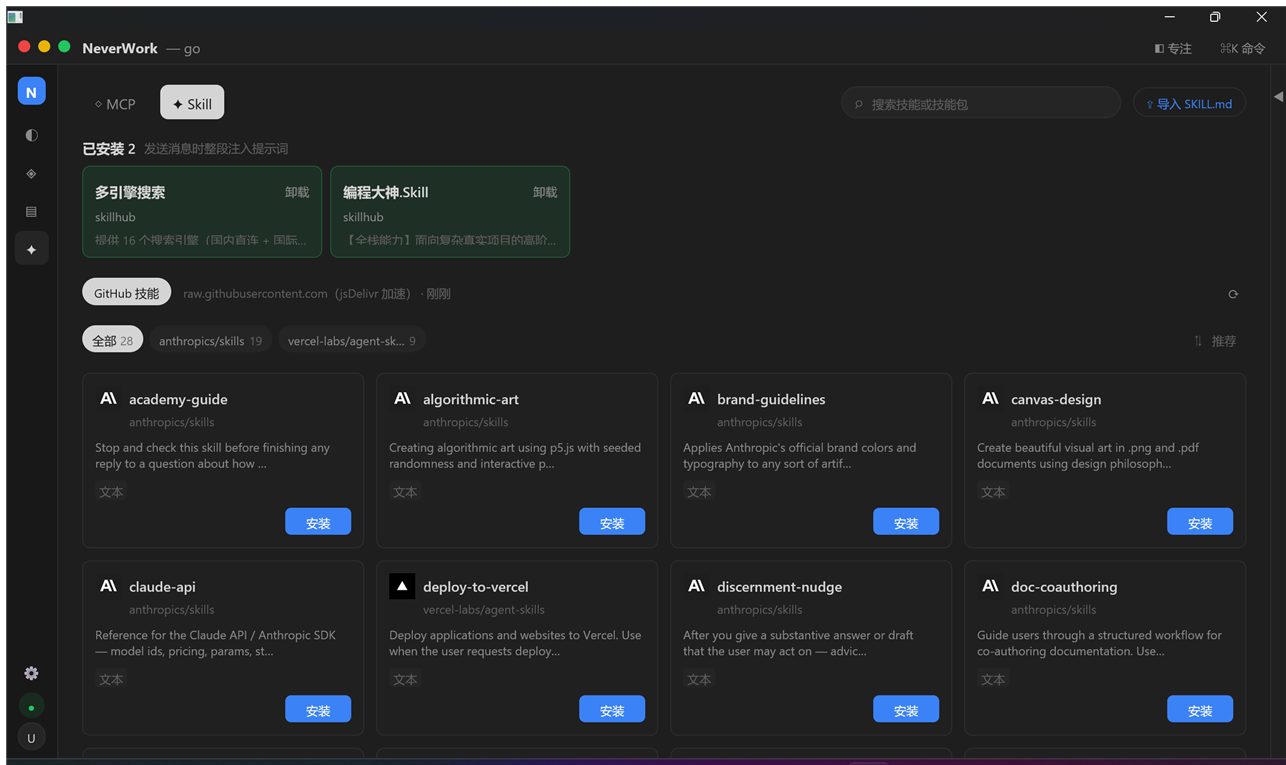 NeverWork — go
专注
⌘K 命令
N
MCP
Skill
搜索技能或技能包
导入 SKILL.md
已安装 2 发送消息时整段注入提示词
多引擎搜索 卸载
skillhub
提供 16 个搜索引擎（国内直连 + 国际...
编程大神.Skill 卸载
skillhub
【全栈能力】面向复杂真实项目的高阶...
GitHub 技能
raw.githubusercontent.com（jsDelivr 加速） · 刚刚
全部 28
anthropics/skills 19
vercel-labs/agent-sk... 9
推荐
academy-guide
anthropics/skills
Stop and check this skill before finishing any
reply to a question about how ...
文本
安装
algorithmic-art
anthropics/skills
Creating algorithmic art using p5.js with seeded
randomness and interactive p...
文本
安装
brand-guidelines
anthropics/skills
Applies Anthropic's official brand colors and
typography to any sort of artif...
文本
安装
canvas-design
anthropics/skills
Create beautiful visual art in .png and .pdf
documents using design philosoph...
文本
安装
claude-api
anthropics/skills
Reference for the Claude API / Anthropic SDK
— model ids, pricing, params, st...
文本
安装
deploy-to-vercel
vercel-labs/agent-skills
Deploy applications and websites to Vercel. Use
when the user requests deploy...
文本
安装
discernment-nudge
anthropics/skills
After you give a substantive answer or draft
that the user may act on — advic...
文本
安装
doc-coauthoring
anthropics/skills
Guide users through a structured workflow for
co-authoring documentation. Use...
文本
安装
U